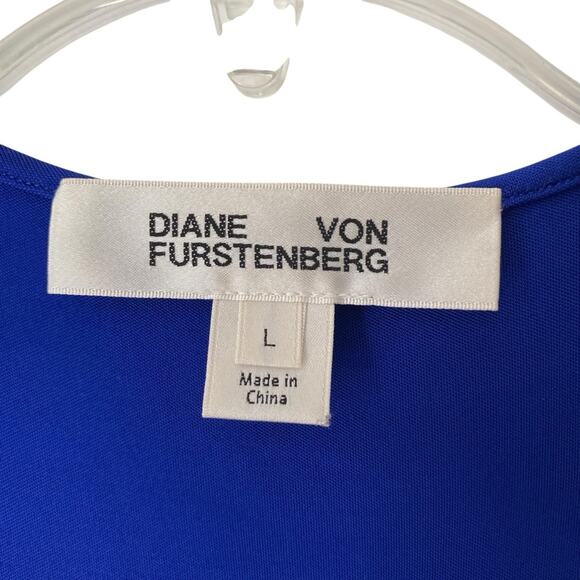 DIANE VON
FURSTENBERG
L
Made in
China